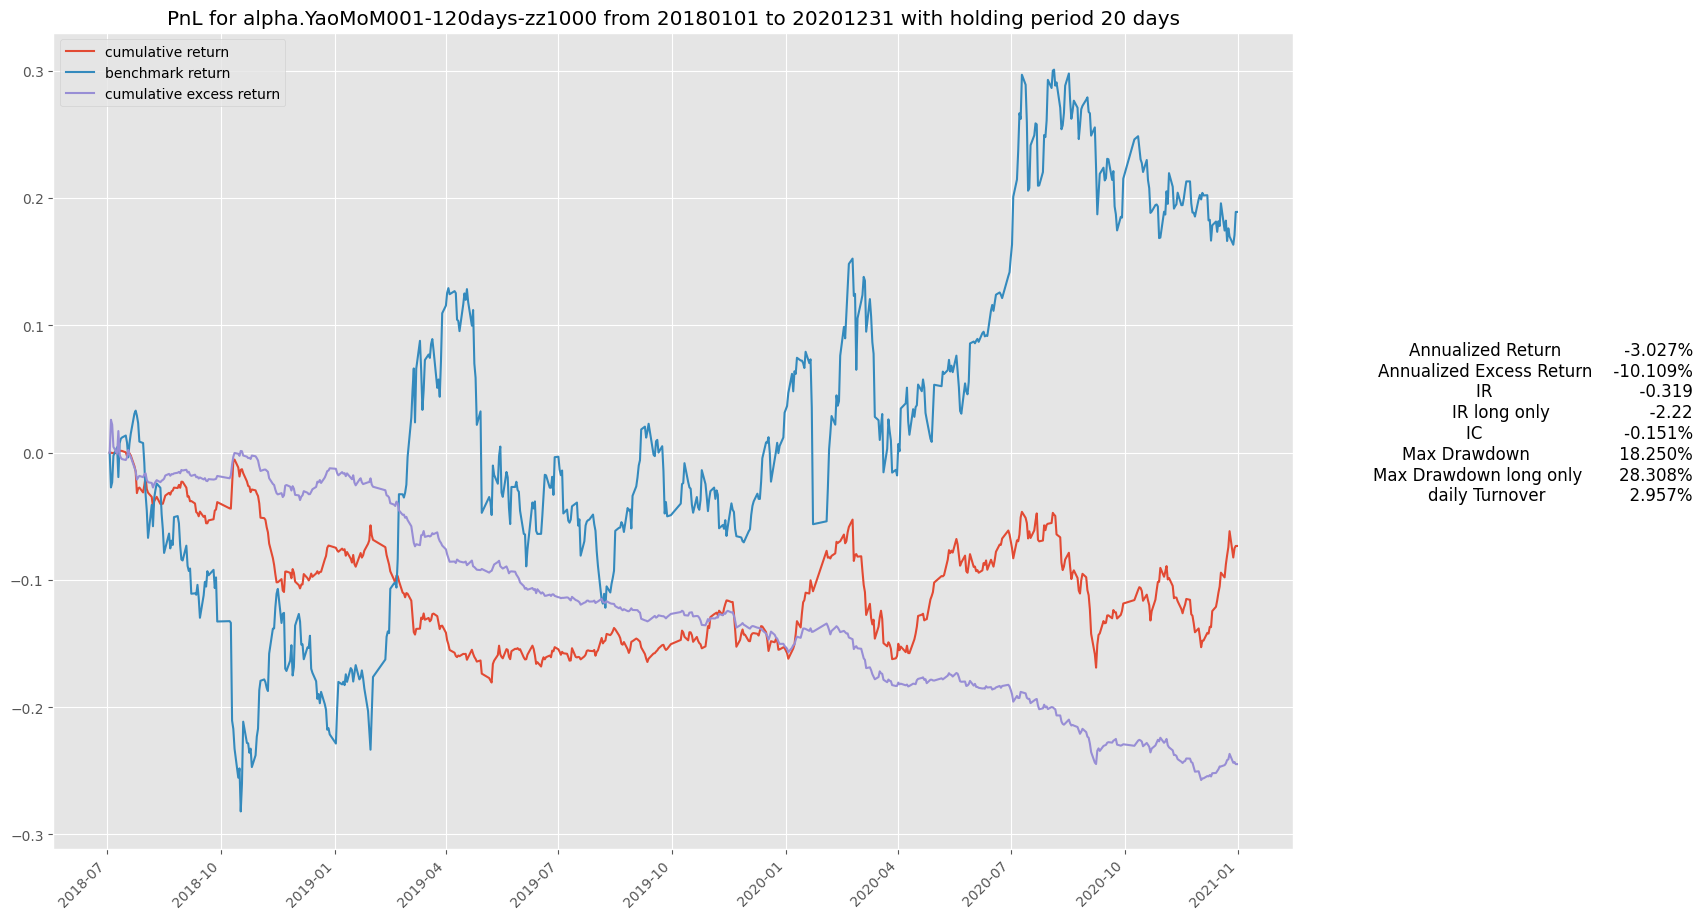 PnL for alpha.YaoMoM001-120days-zz1000 from 20180101 to 20201231 with holding period 20 days
cumulative return
benchmark return
cumulative excess return
0.3
0.2
0.1
0.0
−0.1
−0.2
−0.3
2018-07
2018-10
2019-01
2019-04
2019-07
2019-10
2020-01
2020-04
2020-07
2020-10
2021-01
Annualized Return -3.027%
Annualized Excess Return -10.109%
IR -0.319
IR long only -2.22
IC -0.151%
Max Drawdown 18.250%
Max Drawdown long only 28.308%
daily Turnover 2.957%